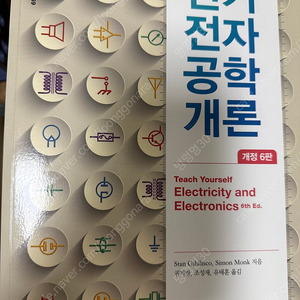 전기
전자
공학
개론
개정 6판
Teach Yourself
Electricity and
Electronics 6th Ed.
Stan Gibilisco, Simon Monk 지음